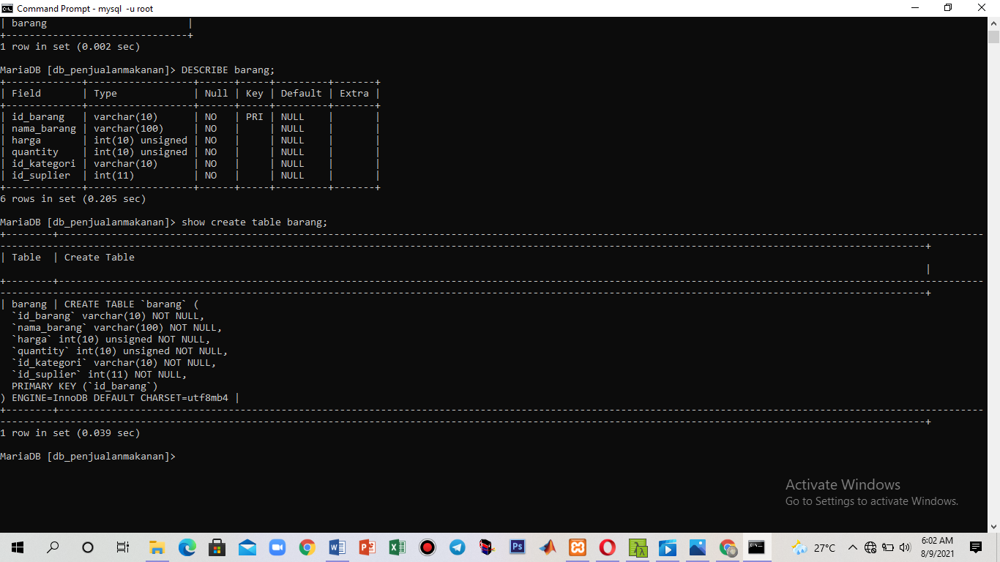 Command Prompt - mysql -u root
| barang                        |
+-------------------------------+
1 row in set (0.002 sec)
MariaDB [db_penjualanmakanan]> DESCRIBE barang;
+-------------+------------------+------+-----+---------+-------+
| Field       | Type             | Null | Key | Default | Extra |
+-------------+------------------+------+-----+---------+-------+
| id_barang   | varchar(10)      | NO   | PRI | NULL    |       |
| nama_barang | varchar(100)     | NO   |     | NULL    |       |
| harga       | int(10) unsigned | NO   |     | NULL    |       |
| quantity    | int(10) unsigned | NO   |     | NULL    |       |
| id_kategori | varchar(10)      | NO   |     | NULL    |       |
| id_suplier  | int(11)          | NO   |     | NULL    |       |
+-------------+------------------+------+-----+---------+-------+
6 rows in set (0.205 sec)
MariaDB [db_penjualanmakanan]> show create table barang;
| Table  | Create Table
|
| barang | CREATE TABLE `barang` (
`id_barang` varchar(10) NOT NULL,
`nama_barang` varchar(100) NOT NULL,
`harga` int(10) unsigned NOT NULL,
`quantity` int(10) unsigned NOT NULL,
`id_kategori` varchar(10) NOT NULL,
`id_suplier` int(11) NOT NULL,
PRIMARY KEY (`id_barang`)
) ENGINE=InnoDB DEFAULT CHARSET=utf8mb4 |
1 row in set (0.039 sec)
MariaDB [db_penjualanmakanan]>
Activate Windows
Go to Settings to activate Windows.
27°C
6:02 AM
8/9/2021